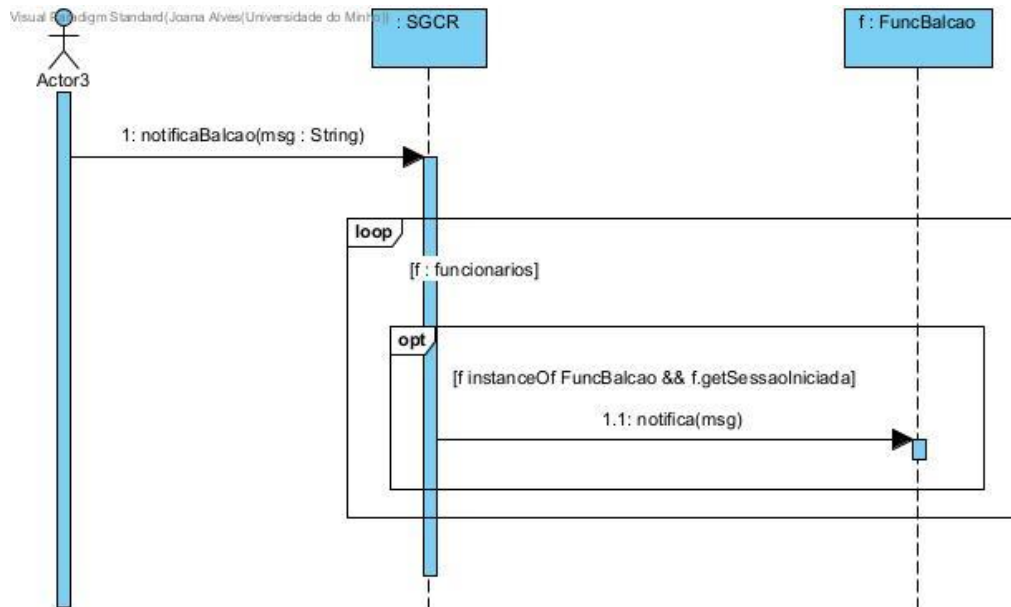 Visual Paradigm Standard(Joana Alves(Universidade do Minho))
: SGCR
f : FuncBalcao
Actor3
1: notificaBalcao(msg : String)
loop
[f : funcionarios]
opt
[f instanceOf FuncBalcao && f.getSessaoIniciada]
1.1: notifica(msg)